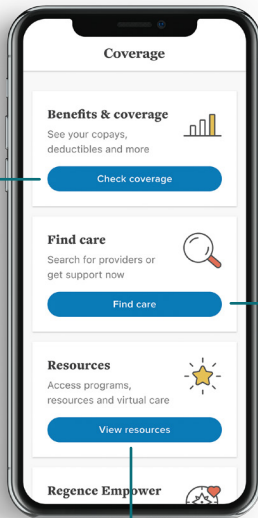 Coverage
Benefits & coverage
See your copays,
deductibles and more
Check coverage
Find care
Search for providers or
get support now
Find care
Resources
Access programs,
resources and virtual care
View resources
Regence Empower